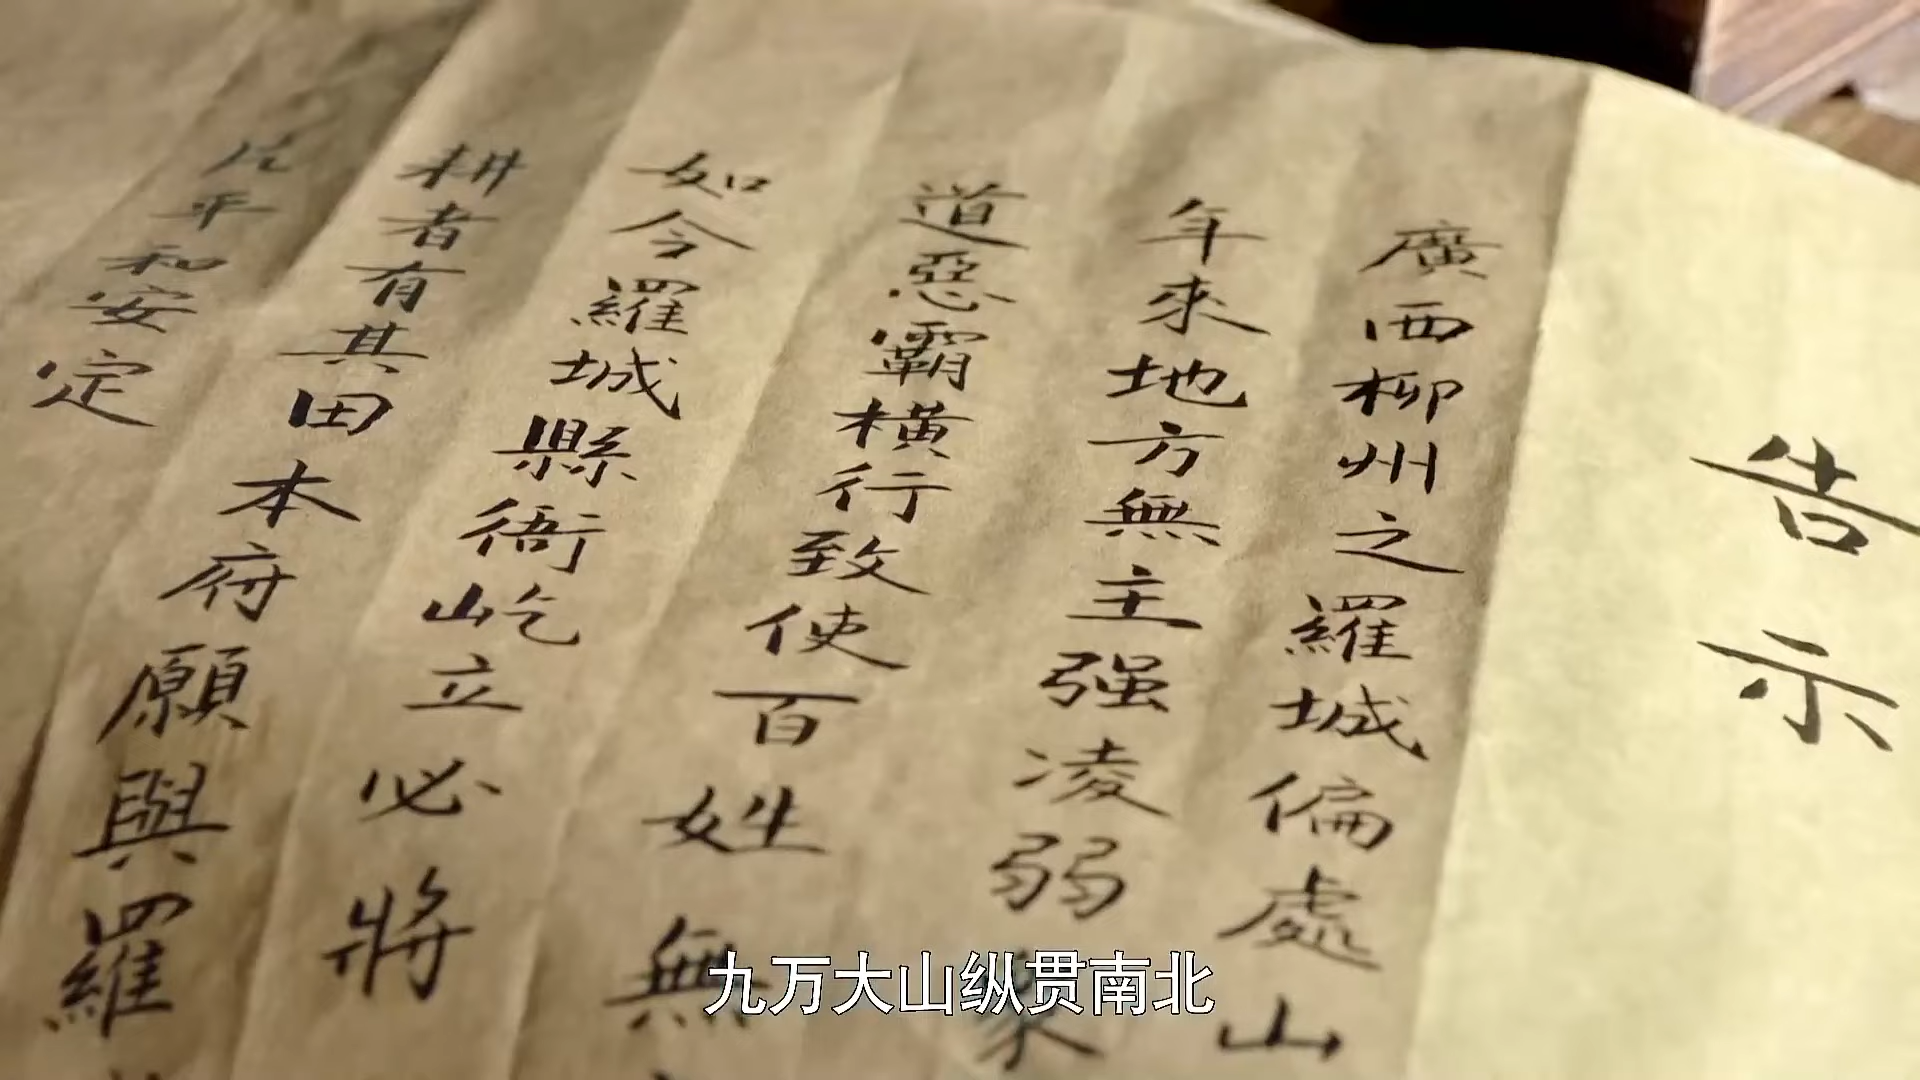 告示
廣西柳州之羅城偏處山
年來地方無主强凌弱
道惡霸横行致使百姓無
如今羅城縣衙屹立必將
耕者有其田本府願與羅
平和安定
九万大山纵贯南北